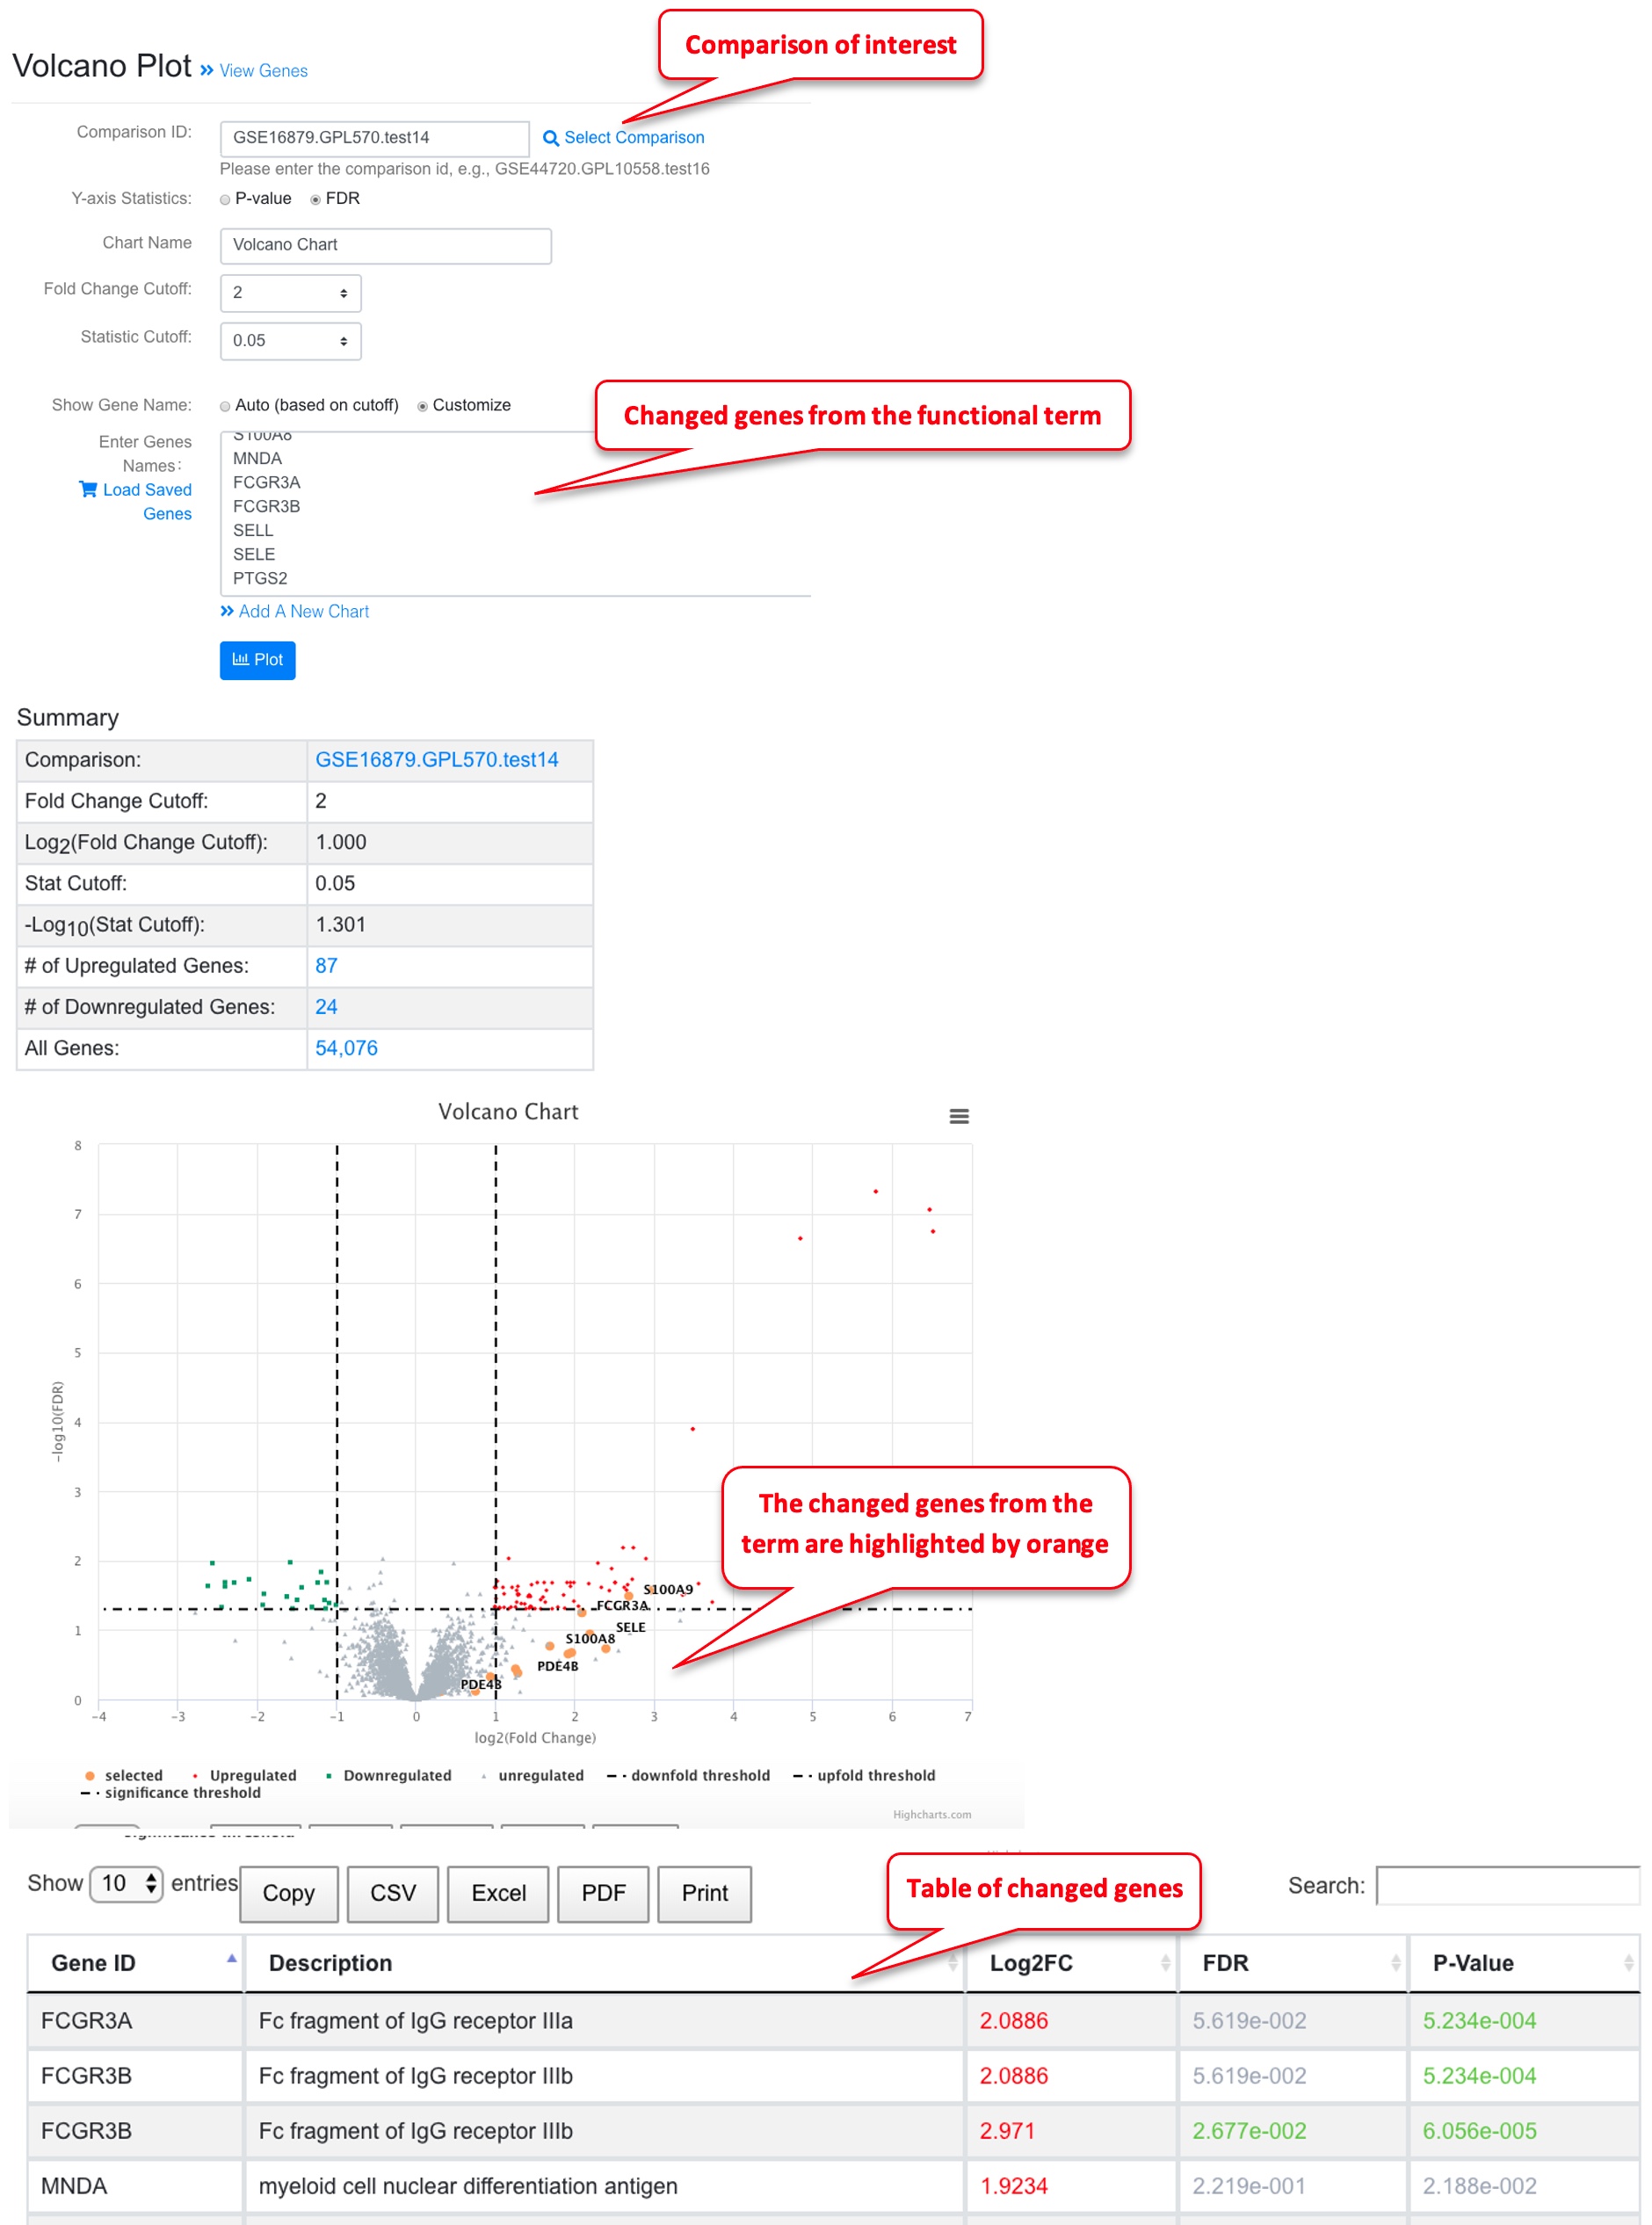 Comparison of interest
Volcano Plot » View Genes
Comparison ID: GSE16879.GPL570.test14 Select Comparison
Please enter the comparison id, e.g., GSE44720.GPL10558.test16
Y-axis Statistics: P-value FDR
Chart Name Volcano Chart
Fold Change Cutoff: 2
Statistic Cutoff: 0.05
Show Gene Name: Auto (based on cutoff) Customize
Changed genes from the functional term
Enter Genes Names:
Load Saved Genes
S100A8
MNDA
FCGR3A
FCGR3B
SELL
SELE
PTGS2
» Add A New Chart
Plot
Summary
Comparison: GSE16879.GPL570.test14
Fold Change Cutoff: 2
Log2(Fold Change Cutoff): 1.000
Stat Cutoff: 0.05
-Log10(Stat Cutoff): 1.301
# of Upregulated Genes: 87
# of Downregulated Genes: 24
All Genes: 54,076
Volcano Chart
8
7
6
5
4
3
2
1
0
-log10(FDR)
The changed genes from the
term are highlighted by orange
S100A9
FCGR3A
SELE
S100A8
PDE4B
PDE4B
-4 -3 -2 -1 0 1 2 3 4 5 6 7
log2(Fold Change)
selected Upregulated Downregulated unregulated downfold threshold upfold threshold
significance threshold
Highcharts.com
significance threshold
Show 10 entries Copy CSV Excel PDF Print
Table of changed genes
Search:
Gene ID Description Log2FC FDR P-Value
FCGR3A Fc fragment of IgG receptor IIIa 2.0886 5.619e-002 5.234e-004
FCGR3B Fc fragment of IgG receptor IIIb 2.0886 5.619e-002 5.234e-004
FCGR3B Fc fragment of IgG receptor IIIb 2.971 2.677e-002 6.056e-005
MNDA myeloid cell nuclear differentiation antigen 1.9234 2.219e-001 2.188e-002